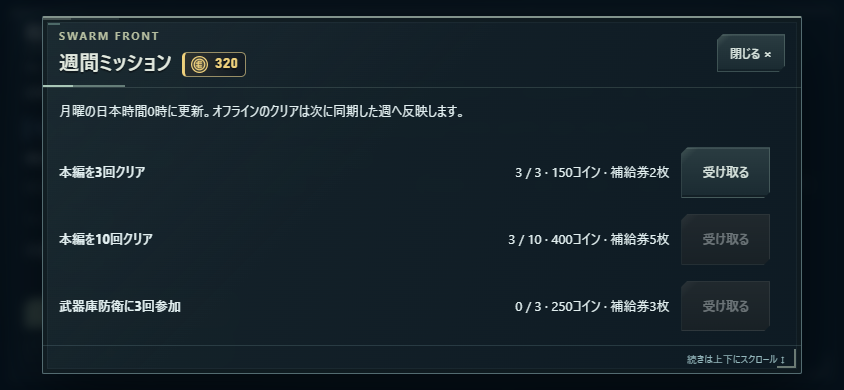 SWARM FRONT
週間ミッション 320
閉じる ×
月曜の日本時間0時に更新。オフラインのクリアは次に同期した週へ反映します。
本編を3回クリア 3 / 3 · 150コイン · 補給券2枚 受け取る
本編を10回クリア 3 / 10 · 400コイン · 補給券5枚 受け取る
武器庫防衛に3回参加 0 / 3 · 250コイン · 補給券3枚 受け取る
続きは上下にスクロール ↕